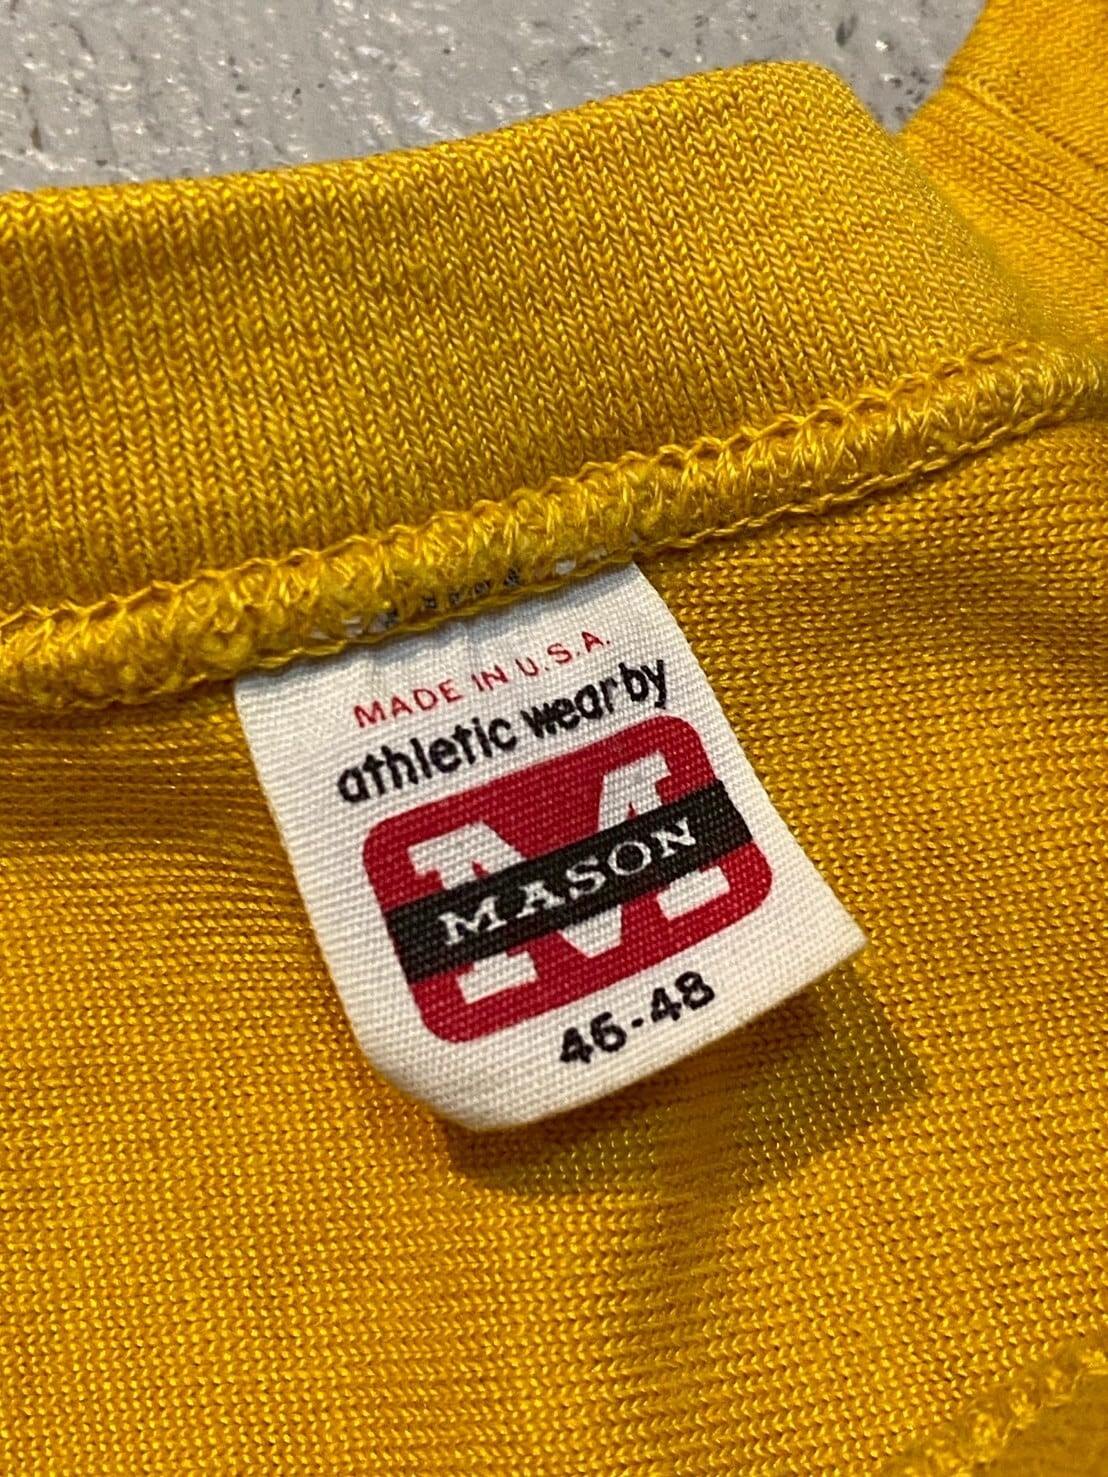 MADE IN U.S.A.
athletic wear by
M
MASON
46-48